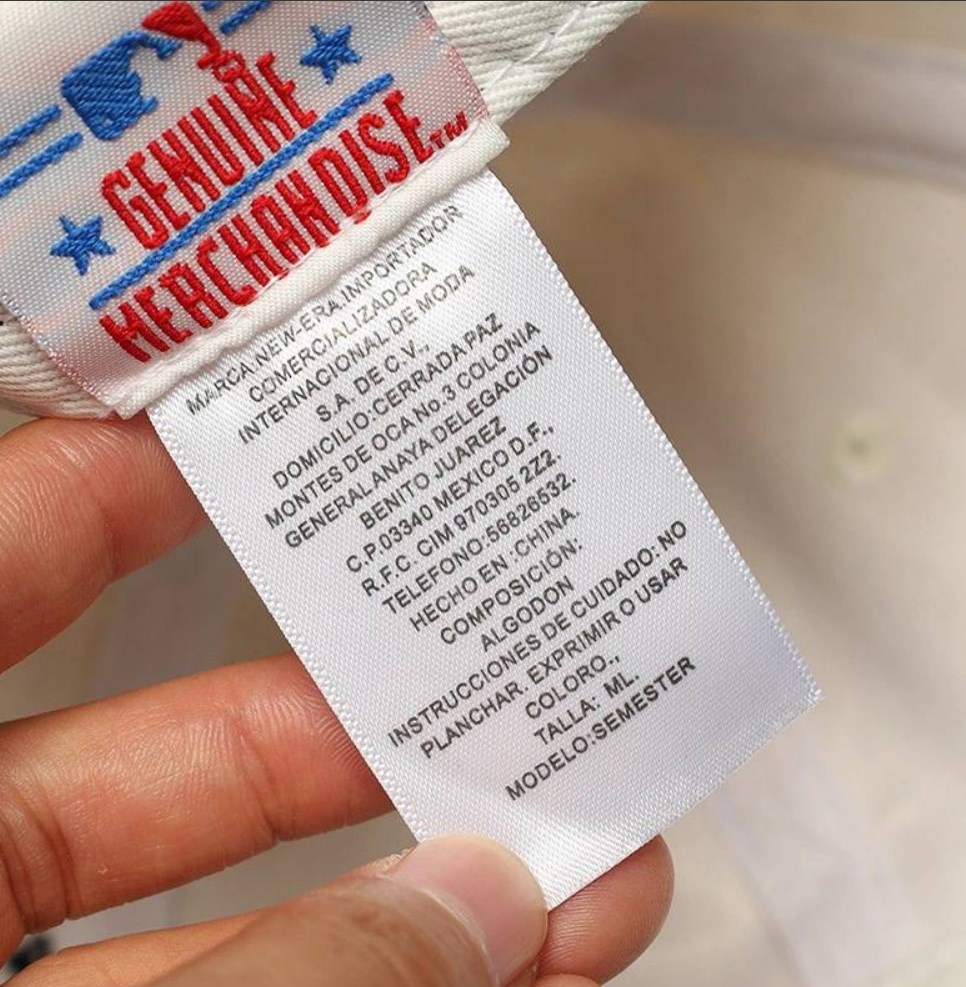 GENUINE
MERCHANDISE™
MARCA:NEW-ERA.IMPORTADOR
COMERCIALIZADORA
INTERNACIONAL DE MODA
S.A. DE C.V.,
DOMICILIO:CERRADA PAZ
MONTES DE OCA No.3 COLONIA
GENERAL ANAYA DELEGACIÓN
BENITO JUAREZ
C.P.03340 MEXICO D.F.,
R.F.C. CIM 970305 2Z2.
TELEFONO:56826532.
HECHO EN :CHINA.
COMPOSICIÓN:
ALGODON
INSTRUCCIONES DE CUIDADO: NO
PLANCHAR. EXPRIMIR O USAR
COLORO.,
TALLA: ML.
MODELO:SEMESTER